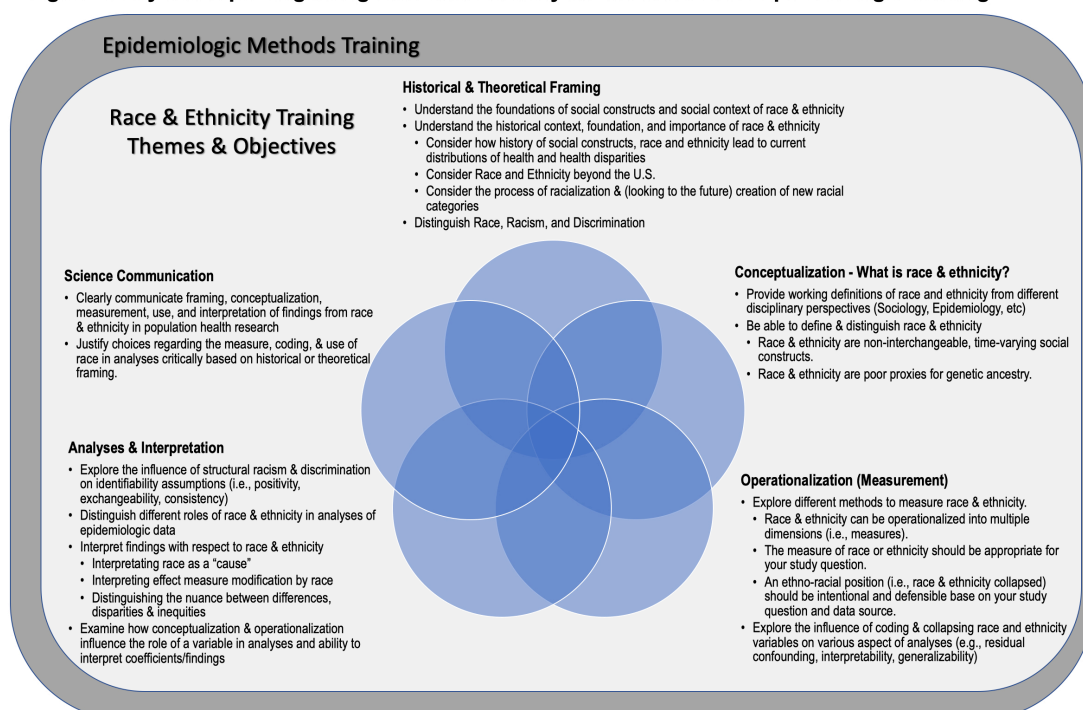 Epidemiologic Methods Training
Race & Ethnicity Training
Themes & Objectives
Historical & Theoretical Framing
• Understand the foundations of social constructs and social context of race & ethnicity
• Understand the historical context, foundation, and importance of race & ethnicity
• Consider how history of social constructs, race and ethnicity lead to current
distributions of health and health disparities
• Consider Race and Ethnicity beyond the U.S.
• Consider the process of racialization & (looking to the future) creation of new racial
categories
• Distinguish Race, Racism, and Discrimination
Science Communication
• Clearly communicate framing, conceptualization,
measurement, use, and interpretation of findings from race
& ethnicity in population health research
• Justify choices regarding the measure, coding, & use of
race in analyses critically based on historical or theoretical
framing.
Conceptualization - What is race & ethnicity?
• Provide working definitions of race and ethnicity from different
disciplinary perspectives (Sociology, Epidemiology, etc)
• Be able to define & distinguish race & ethnicity
• Race & ethnicity are non-interchangeable, time-varying social
constructs.
• Race & ethnicity are poor proxies for genetic ancestry.
Analyses & Interpretation
• Explore the influence of structural racism & discrimination
on identifiability assumptions (i.e., positivity,
exchangeability, consistency)
• Distinguish different roles of race & ethnicity in analyses of
epidemiologic data
• Interpret findings with respect to race & ethnicity
• Interpretating race as a “cause”
• Interpreting effect measure modification by race
• Distinguishing the nuance between differences,
disparities & inequities
• Examine how conceptualization & operationalization
influence the role of a variable in analyses and ability to
interpret coefficients/findings
Operationalization (Measurement)
• Explore different methods to measure race & ethnicity.
• Race & ethnicity can be operationalized into multiple
dimensions (i.e., measures).
• The measure of race or ethnicity should be appropriate for
your study question.
• An ethno-racial position (i.e., race & ethnicity collapsed)
should be intentional and defensible base on your study
question and data source.
• Explore the influence of coding & collapsing race and ethnicity
variables on various aspect of analyses (e.g., residual
confounding, interpretability, generalizability)